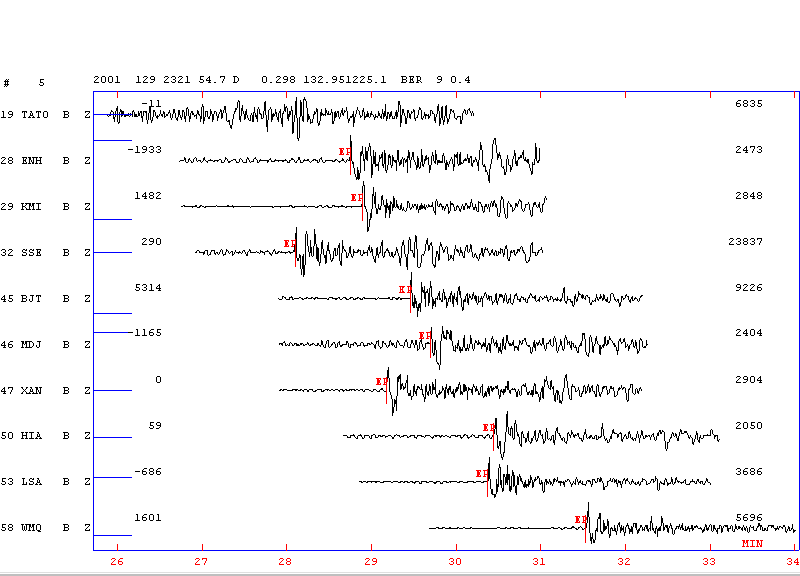 # 5 2001 129 2321 54.7 D 0.298 132.951225.1 BER 9 0.4
19 TATO B Z -11 6835
28 ENH B Z -1933 EP 2473
29 KMI B Z 1482 EP 2848
32 SSE B Z 290 EP 23837
45 BJT B Z 5314 EP 9226
46 MDJ B Z -1165 EP 2404
47 XAN B Z 0 EP 2904
50 HIA B Z 59 EP 2050
53 LSA B Z -686 EP 3686
58 WMQ B Z 1601 EP 5696
MIN
26 27 28 29 30 31 32 33 34